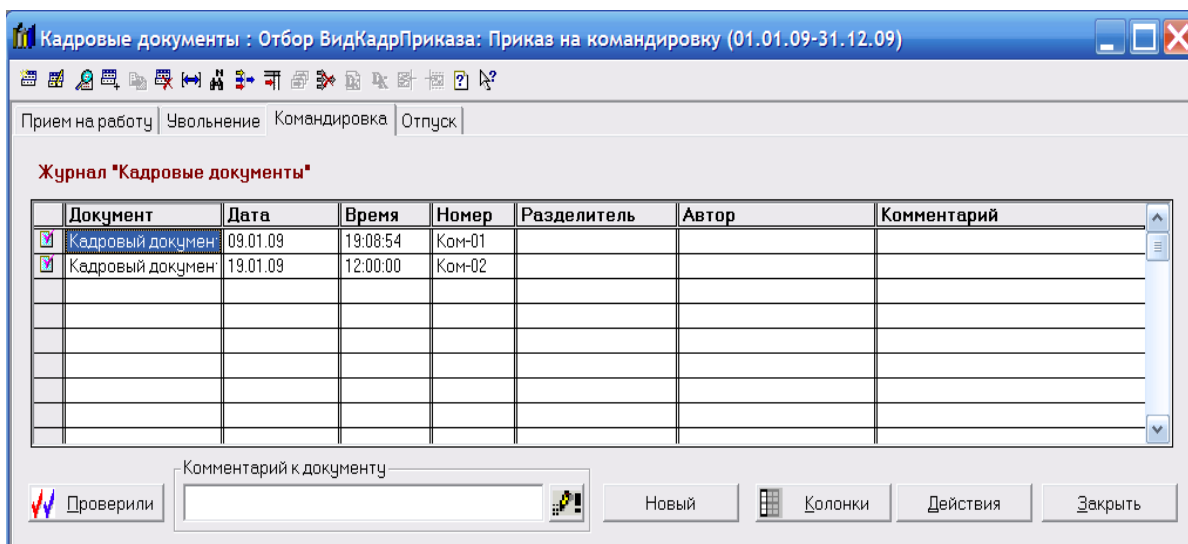 Кадровые документы : Отбор ВидКадрПриказа: Приказ на командировку (01.01.09-31.12.09)
Прием на работу Увольнение Командировка Отпуск
Журнал "Кадровые документы"
Документ Дата Время Номер Разделитель Автор Комментарий
Кадровый докумен 09.01.09 19:08:54 Ком-01
Кадровый докумен 19.01.09 12:00:00 Ком-02
Комментарий к документу
Проверили Новый Колонки Действия Закрыть